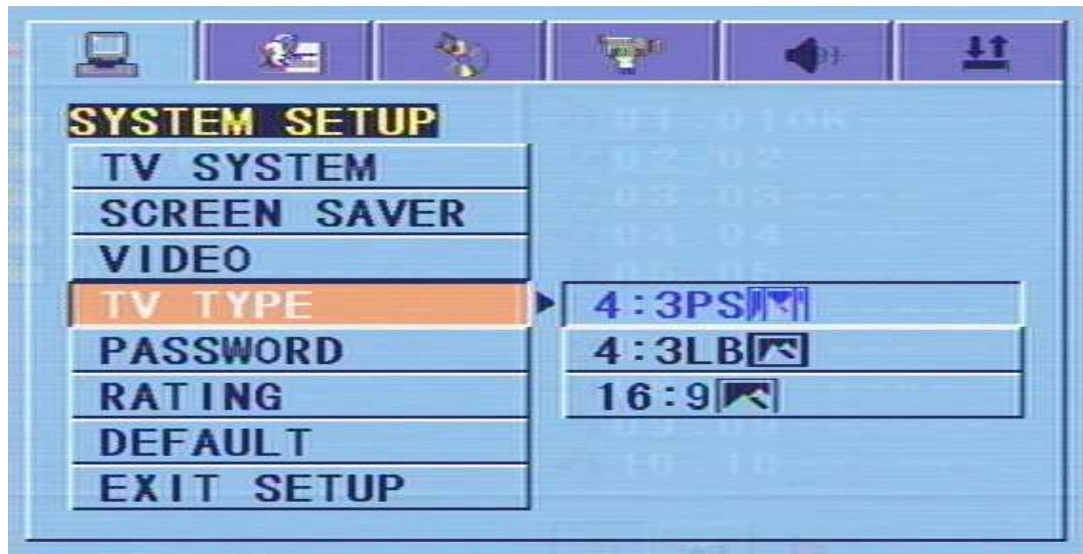 SYSTEM SETUP
TV SYSTEM
SCREEN SAVER
VIDEO
TV TYPE
4:3PS
PASSWORD
4:3LB
RATING
16:9
DEFAULT
EXIT SETUP